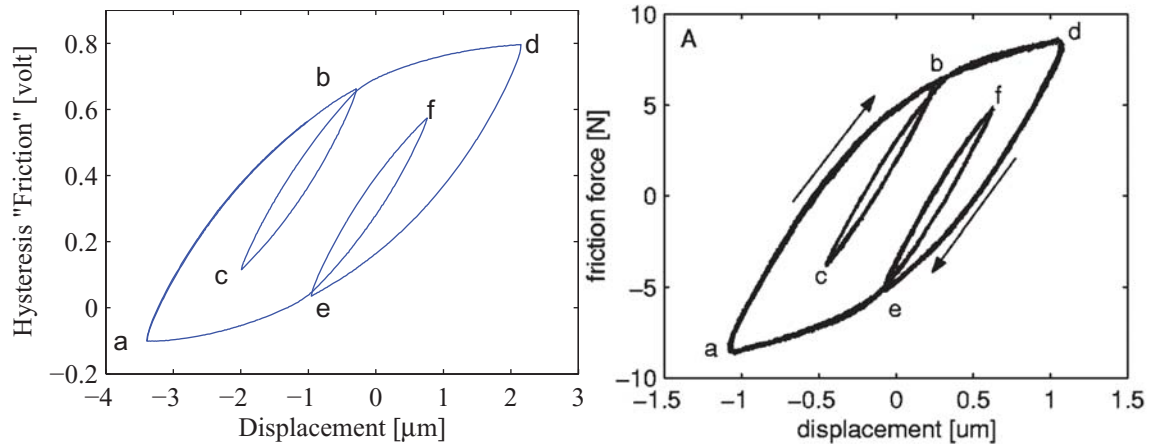 Hysteresis "Friction" [volt]
0.8
0.6
0.4
0.2
0
−0.2
−4
−3
−2
−1
0
1
2
3
Displacement [µm]
a
b
c
d
e
f
A
friction force [N]
10
5
0
−5
−10
−1.5
−1
−0.5
0
0.5
1
1.5
displacement [um]
a
b
c
d
e
f